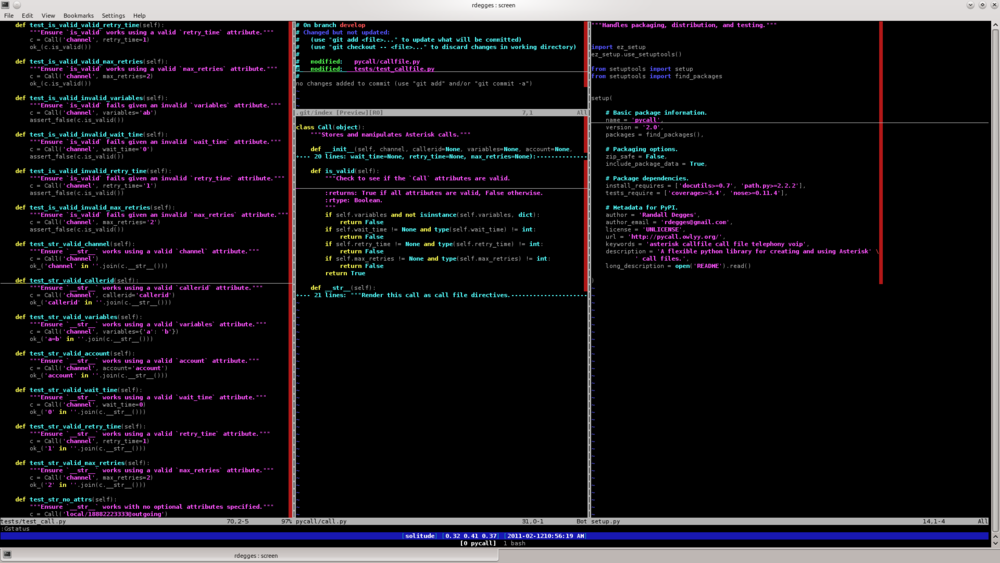 rdegges : screen
File Edit View Bookmarks Settings Help
def test_is_valid_valid_retry_time(self):
"""Ensure `is_valid` works using a valid `retry_time` attribute."""
c = Call('channel', retry_time=1)
ok_(c.is_valid())
def test_is_valid_valid_max_retries(self):
"""Ensure `is_valid` works using a valid `max_retries` attribute."""
c = Call('channel', max_retries=2)
ok_(c.is_valid())
def test_is_valid_invalid_variables(self):
"""Ensure `is_valid` fails given an invalid `variables` attribute."""
c = Call('channel', variables='ab')
assert_false(c.is_valid())
def test_is_valid_invalid_wait_time(self):
"""Ensure `is_valid` fails given an invalid `wait_time` attribute."""
c = Call('channel', wait_time='0')
assert_false(c.is_valid())
def test_is_valid_invalid_retry_time(self):
"""Ensure `is_valid` fails given an invalid `retry_time` attribute."""
c = Call('channel', retry_time='1')
assert_false(c.is_valid())
def test_is_valid_invalid_max_retries(self):
"""Ensure `is_valid` fails given an invalid `max_retries` attribute."""
c = Call('channel', max_retries='2')
assert_false(c.is_valid())
def test_str_valid_channel(self):
"""Ensure `__str__` works using a valid `channel` attribute."""
c = Call('channel')
ok_('channel' in ''.join(c.__str__()))
def test_str_valid_callerid(self):
"""Ensure `__str__` works using a valid `callerid` attribute."""
c = Call('channel', callerid='callerid')
ok_('callerid' in ''.join(c.__str__()))
def test_str_valid_variables(self):
"""Ensure `__str__` works using a valid `variables` attribute."""
c = Call('channel', variables={'a': 'b'})
ok_('a=b' in ''.join(c.__str__()))
def test_str_valid_account(self):
"""Ensure `__str__` works using a valid `account` attribute."""
c = Call('channel', account='account')
ok_('account' in ''.join(c.__str__()))
def test_str_valid_wait_time(self):
"""Ensure `__str__` works using a valid `wait_time` attribute."""
c = Call('channel', wait_time=0)
ok_('0' in ''.join(c.__str__()))
def test_str_valid_retry_time(self):
"""Ensure `__str__` works using a valid `retry_time` attribute."""
c = Call('channel', retry_time=1)
ok_('1' in ''.join(c.__str__()))
def test_str_valid_max_retries(self):
"""Ensure `__str__` works using a valid `max_retries` attribute."""
c = Call('channel', max_retries=2)
ok_('2' in ''.join(c.__str__()))
def test_str_no_attrs(self):
"""Ensure `__str__` works with no optional attributes specified."""
c = Call('local/18882223333@outgoing')
tests/test_call.py 70,2-5 97%
:Gstatus
# On branch develop
# Changed but not updated:
#   (use "git add <file>..." to update what will be committed)
#   (use "git checkout -- <file>..." to discard changes in working directory)
#
#   modified:   pycall/callfile.py
#   modified:   tests/test_callfile.py
#
no changes added to commit (use "git add" and/or "git commit -a")
.git/index [Preview][RO] 7,1 All
class Call(object):
"""Stores and manipulates Asterisk calls."""
def __init__(self, channel, callerid=None, variables=None, account=None,
+--- 20 lines: wait_time=None, retry_time=None, max_retries=None):
def is_valid(self):
"""Check to see if the `Call` attributes are valid.
:returns: True if all attributes are valid, False otherwise.
:rtype: Boolean.
"""
if self.variables and not isinstance(self.variables, dict):
return False
if self.wait_time != None and type(self.wait_time) != int:
return False
if self.retry_time != None and type(self.retry_time) != int:
return False
if self.max_retries != None and type(self.max_retries) != int:
return False
return True
def __str__(self):
+--- 21 lines: """Render this call as call file directives.
pycall/call.py 31,0-1 Bot
"""Handles packaging, distribution, and testing."""
import ez_setup
ez_setup.use_setuptools()
from setuptools import setup
from setuptools import find_packages
setup(
# Basic package information.
name = 'pycall',
version = '2.0',
packages = find_packages(),
# Packaging options.
zip_safe = False,
include_package_data = True,
# Package dependencies.
install_requires = ['docutils>=0.7', 'path.py>=2.2.2'],
tests_require = ['coverage>=3.4', 'nose>=0.11.4'],
# Metadata for PyPI.
author = 'Randall Degges',
author_email = 'rdegges@gmail.com',
license = 'UNLICENSE',
url = 'http://pycall.ewlyy.org/',
keywords = 'asterisk callfile call file telephony voip',
description = 'A flexible python library for creating and using Asterisk' \
' call files.',
long_description = open('README').read()
)
setup.py 14,1-4 All
[solitude] [0.32 0.41 0.37] [2011-02-12 10:56:19 AM]
[0 pycall] 1 bash
rdegges : screen